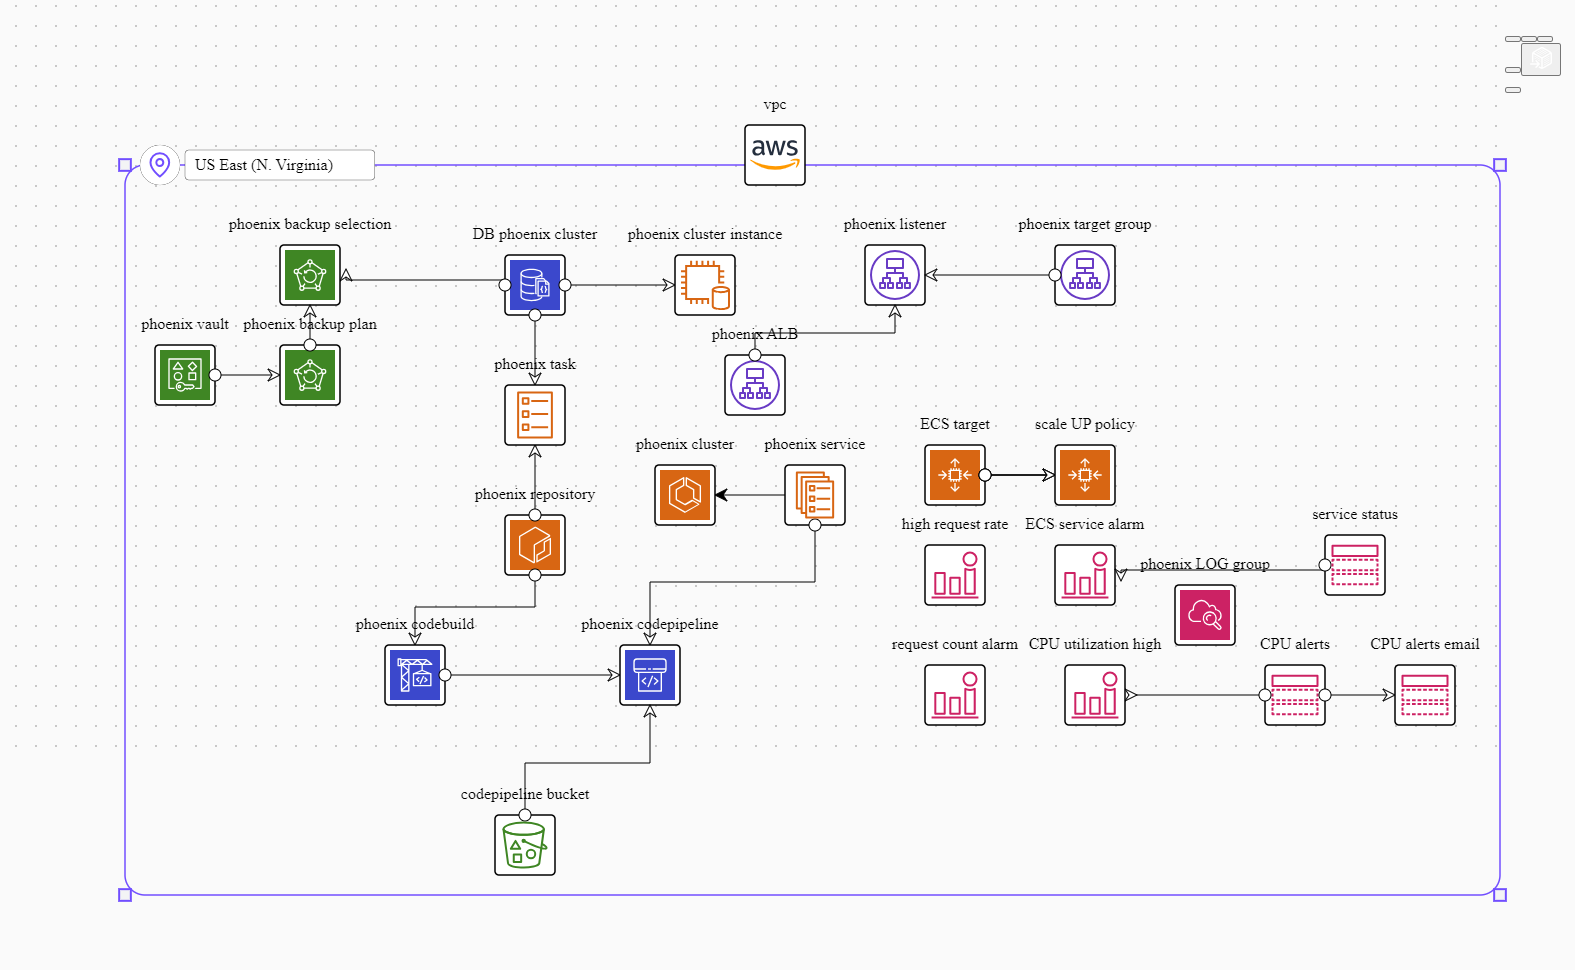 vpc
aws
US East (N. Virginia)
phoenix backup selection
DB phoenix cluster
phoenix cluster instance
phoenix listener
phoenix target group
phoenix vault
phoenix backup plan
phoenix ALB
phoenix task
phoenix cluster
phoenix service
ECS target
scale UP policy
phoenix repository
high request rate
ECS service alarm
service status
phoenix LOG group
phoenix codebuild
phoenix codepipeline
request count alarm
CPU utilization high
CPU alerts
CPU alerts email
codepipeline bucket